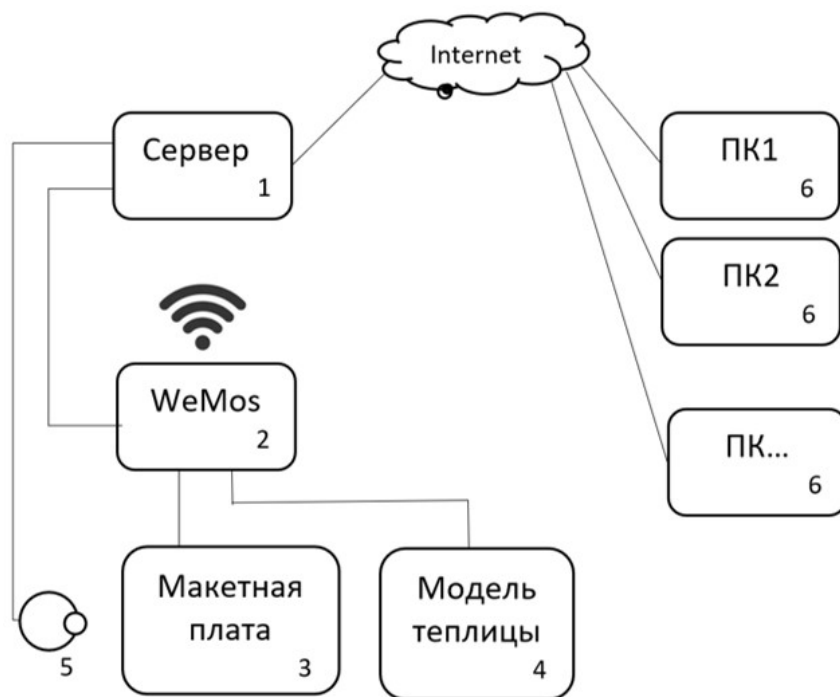 Internet
Сервер
1
ПК1
6
ПК2
6
WeMos
2
ПК...
6
Макетная
плата
3
Модель
теплицы
4
5